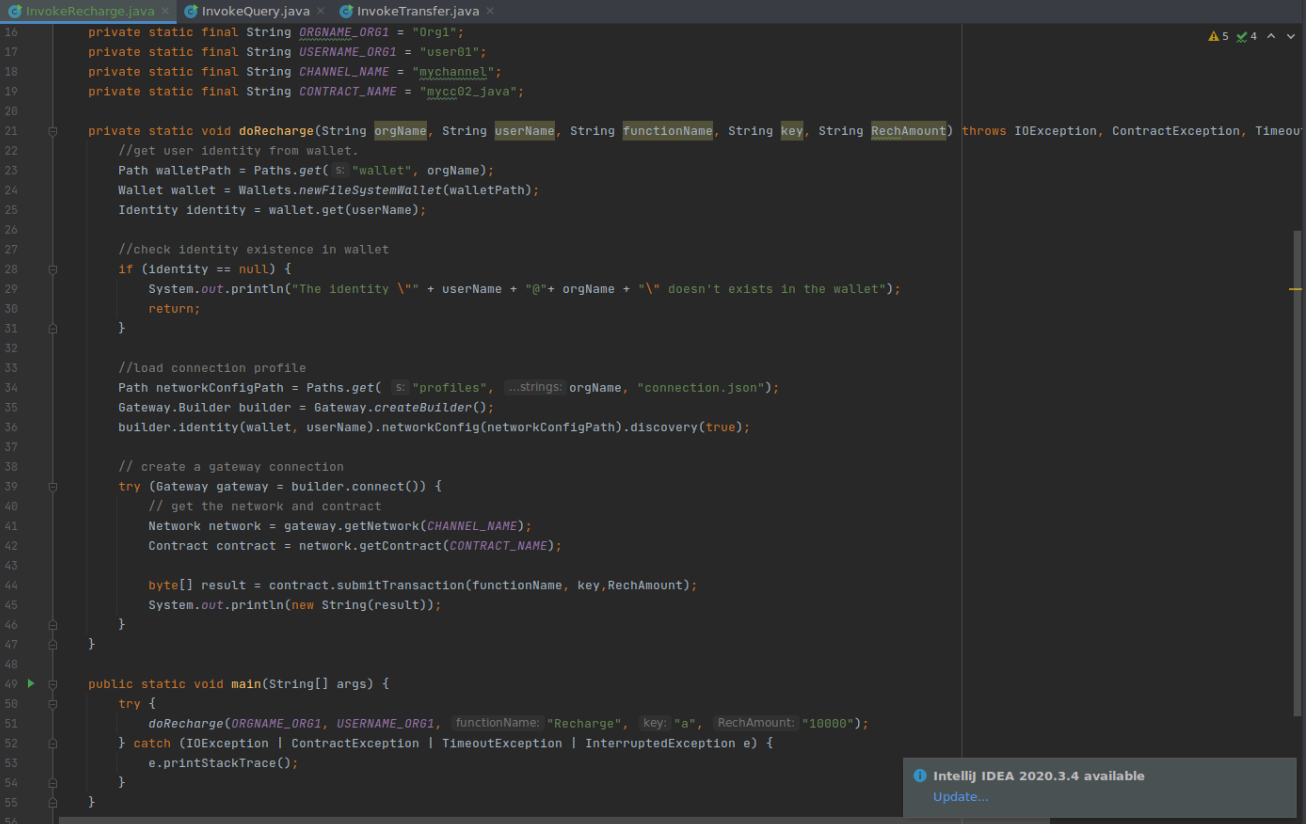 InvokeRecharge.java × InvokeQuery.java × InvokeTransfer.java ×
16 private static final String ORGNAME_ORG1 = "Org1"; 5 4
17 private static final String USERNAME_ORG1 = "user01";
18 private static final String CHANNEL_NAME = "mychannel";
19 private static final String CONTRACT_NAME = "mycc02_java";
20
21 private static void doRecharge(String orgName, String userName, String functionName, String key, String RechAmount) throws IOException, ContractException, Timeou
22 //get user identity from wallet.
23 Path walletPath = Paths.get( s: "wallet", orgName);
24 Wallet wallet = Wallets.newFileSystemWallet(walletPath);
25 Identity identity = wallet.get(userName);
26
27 //check identity existence in wallet
28 if (identity == null) {
29 System.out.println("The identity \"" + userName + "@"+ orgName + "\" doesn't exists in the wallet");
30 return;
31 }
32
33 //load connection profile
34 Path networkConfigPath = Paths.get( s: "profiles", ...strings: orgName, "connection.json");
35 Gateway.Builder builder = Gateway.createBuilder();
36 builder.identity(wallet, userName).networkConfig(networkConfigPath).discovery(true);
37
38 // create a gateway connection
39 try (Gateway gateway = builder.connect()) {
40 // get the network and contract
41 Network network = gateway.getNetwork(CHANNEL_NAME);
42 Contract contract = network.getContract(CONTRACT_NAME);
43
44 byte[] result = contract.submitTransaction(functionName, key,RechAmount);
45 System.out.println(new String(result));
46 }
47 }
48
49 public static void main(String[] args) {
50 try {
51 doRecharge(ORGNAME_ORG1, USERNAME_ORG1, functionName: "Recharge", key: "a", RechAmount: "10000");
52 } catch (IOException | ContractException | TimeoutException | InterruptedException e) {
53 e.printStackTrace();
54 }
55 }
56
IntelliJ IDEA 2020.3.4 available
Update...